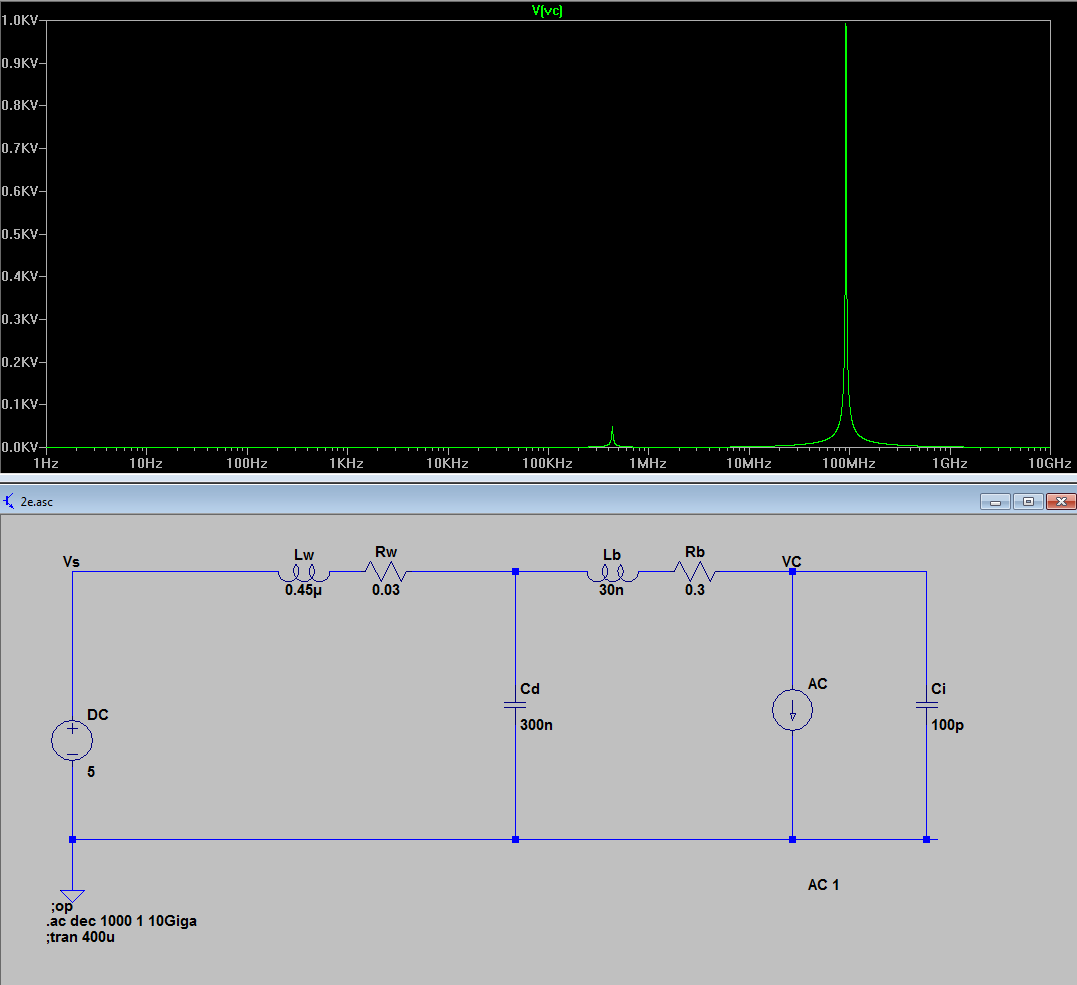 V(vc)
1.0KV
0.9KV
0.8KV
0.7KV
0.6KV
0.5KV
0.4KV
0.3KV
0.2KV
0.1KV
0.0KV
1Hz 10Hz 100Hz 1KHz 10KHz 100KHz 1MHz 10MHz 100MHz 1GHz 10GHz
2e.asc
Vs Lw Rw Lb Rb VC
0.45µ 0.03 30n 0.3
DC Cd AC Ci
5 300n 100p
AC 1
;op
.ac dec 1000 1 10Giga
;tran 400u